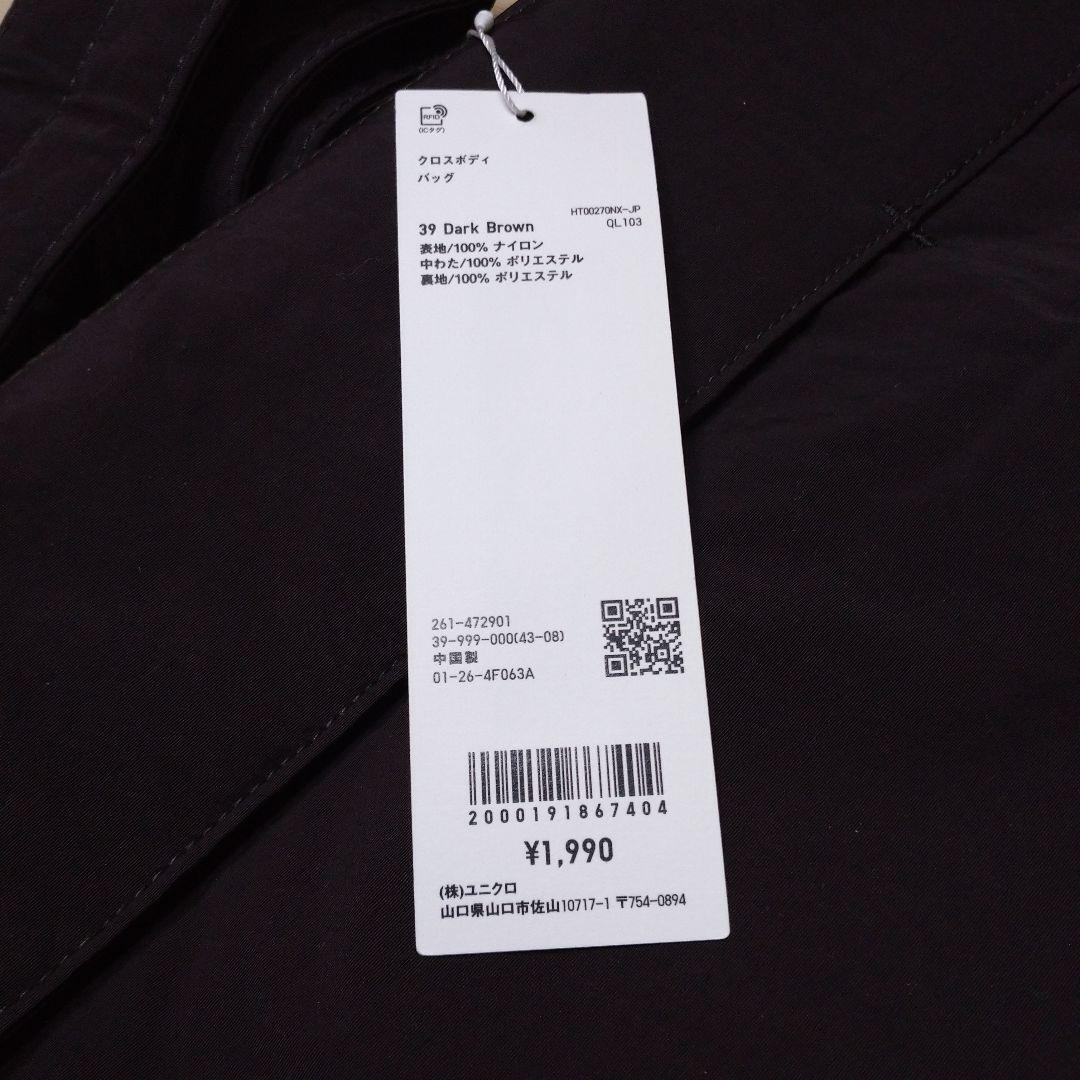 RFID
(ICタグ)
クロスボディ
バッグ
HT00270NX-JP
39 Dark Brown
QL103
表地/100% ナイロン
中わた/100% ポリエステル
裏地/100% ポリエステル
261-472901
39-999-000(43-08)
中国製
01-26-4F063A
2000191867404
¥1,990
(株)ユニクロ
山口県山口市佐山10717-1 〒754-0894